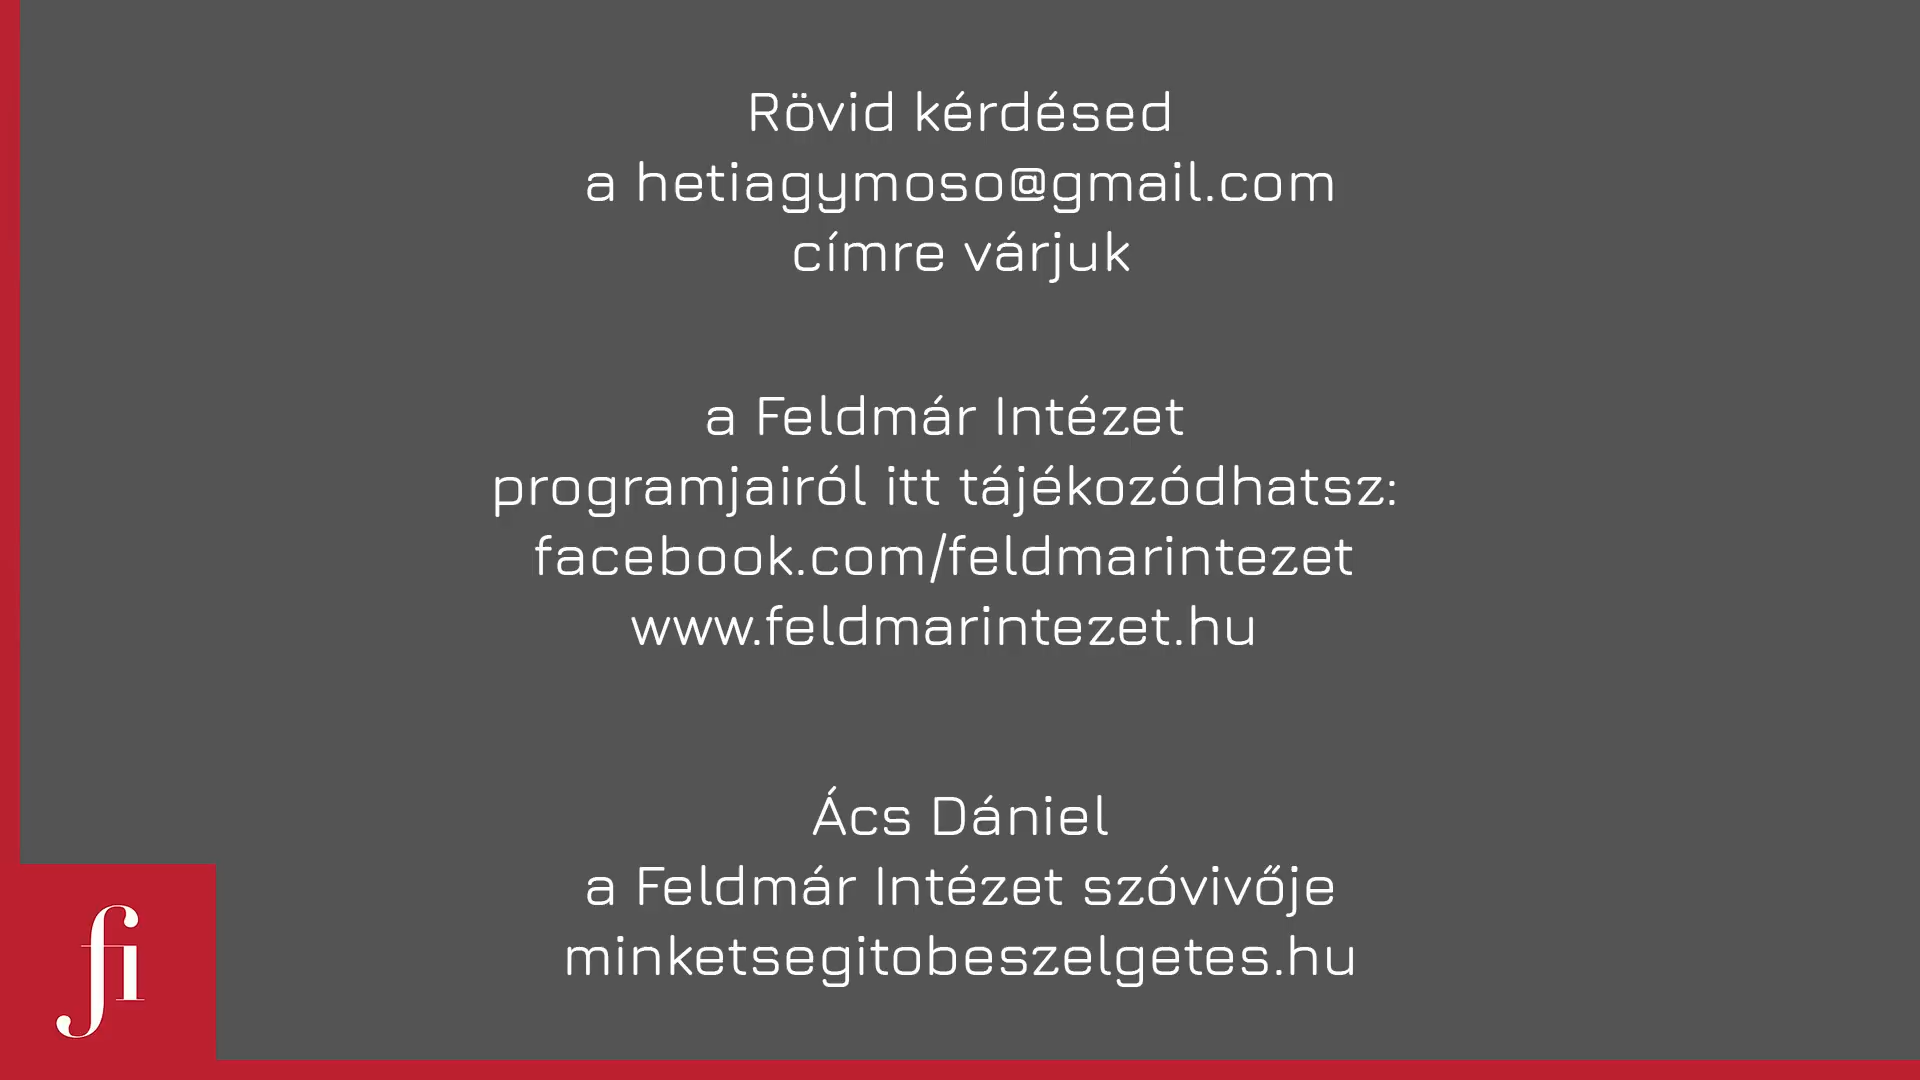 Rövid kérdésed
a hetiagymoso@gmail.com
címre várjuk
a Feldmár Intézet
programjairól itt tájékozódhatsz:
facebook.com/feldmarintezet
www.feldmarintezet.hu
Ács Dániel
a Feldmár Intézet szóvivője
minketsegitobeszelgetes.hu
fi